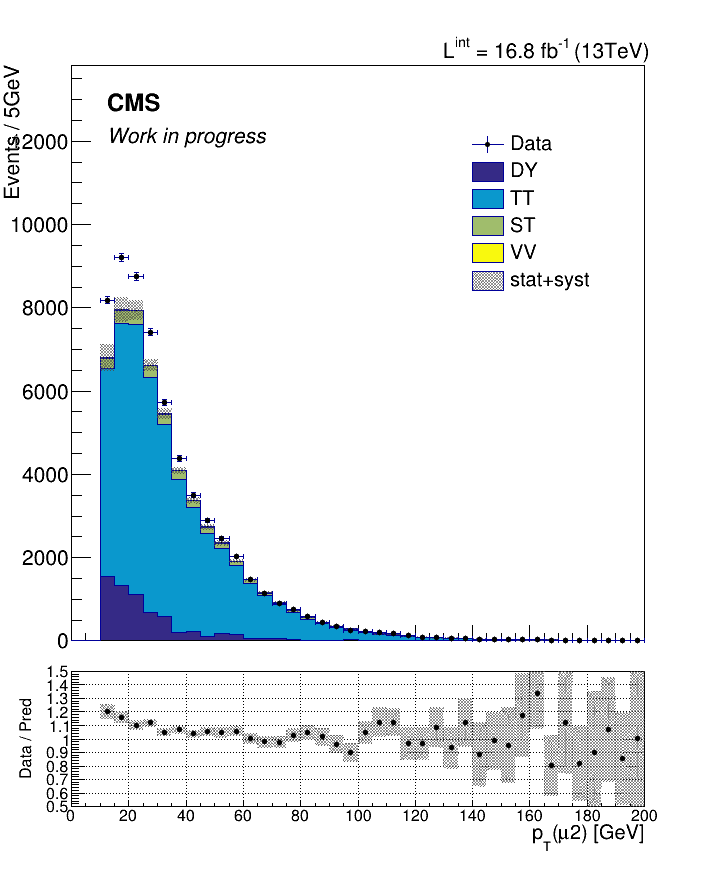 L^int = 16.8 fb^-1 (13TeV)
Events / 5GeV
CMS
Work in progress
Data
DY
TT
ST
VV
stat+syst
12000
10000
8000
6000
4000
2000
0
Data / Pred
1.5
1.4
1.3
1.2
1.1
1
0.9
0.8
0.7
0.6
0.5
0 20 40 60 80 100 120 140 160 180 200
p_T(μ2) [GeV]